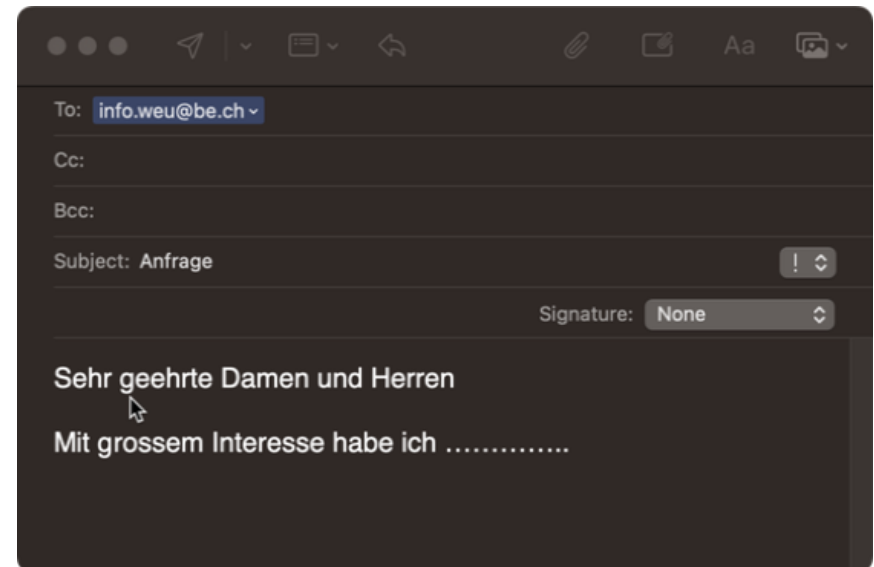 Aa
To: info.weu@be.ch
Cc:
Bcc:
Subject: Anfrage
!
Signature: None
Sehr geehrte Damen und Herren
Mit grossem Interesse habe ich …………..